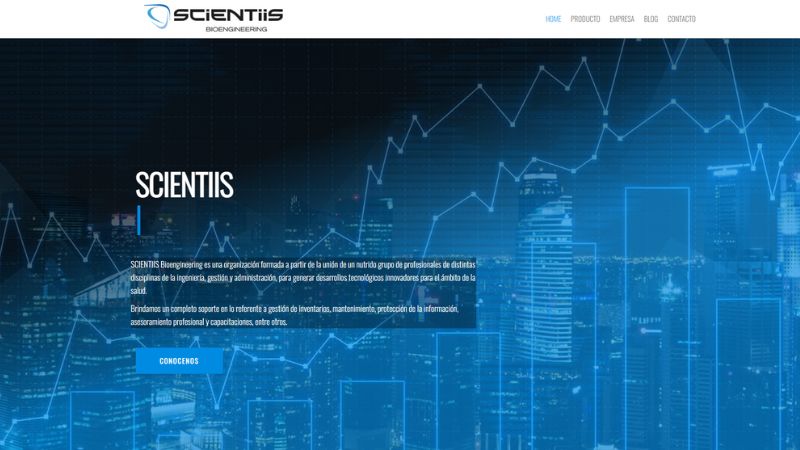 SCIENTIIS
BIOENGINEERING
HOME PRODUCTO EMPRESA BLOG CONTACTO
SCIENTIIS
SCIENTIIS Bioengineering es una organización formada a partir de la unión de un nutrido grupo de profesionales de distintas
disciplinas de la ingeniería, gestión y administración, para generar desarrollos tecnológicos innovadores para el ámbito de la
salud.
Brindamos un completo soporte en lo referente a gestión de inventarios, mantenimiento, protección de la información,
asesoramiento profesional y capacitaciones, entre otros.
CONOCENOS